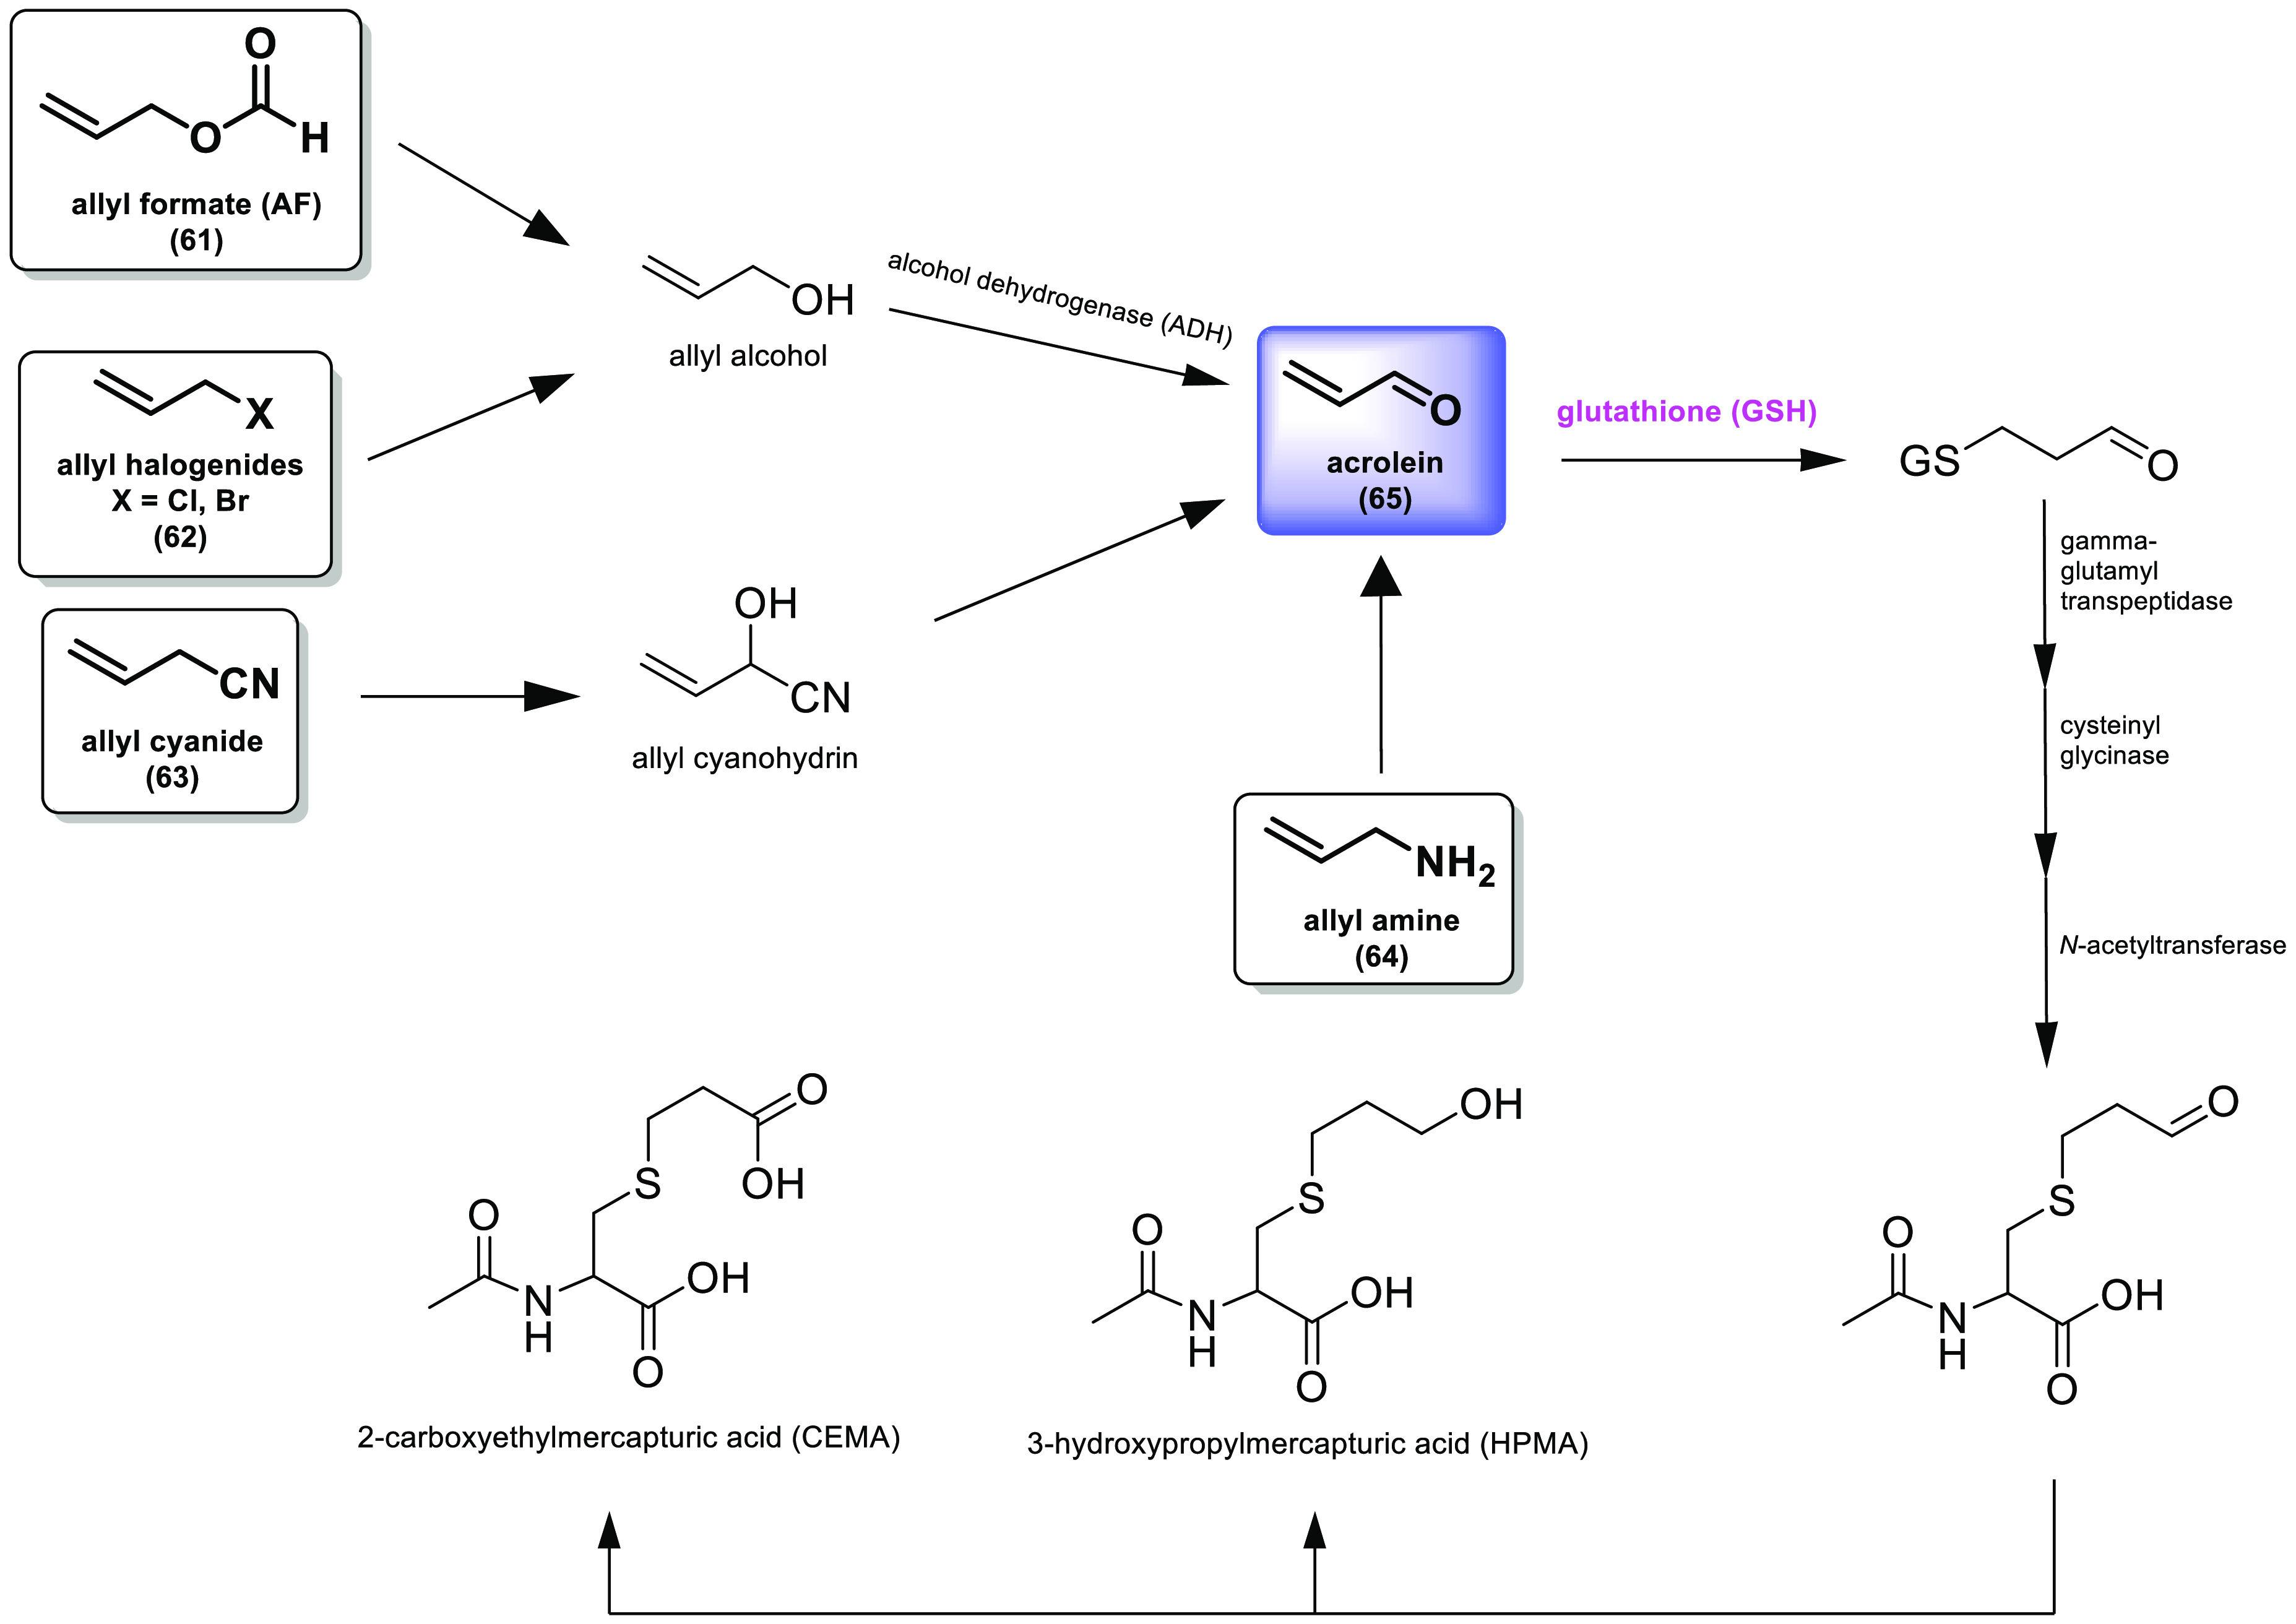 O
O
H
allyl formate (AF)
(61)
OH
allyl alcohol
alcohol dehydrogenase (ADH)
X
allyl halogenides
X = Cl, Br
(62)
O
acrolein
(65)
glutathione (GSH)
GS
O
gamma-
glutamyl
transpeptidase
cysteinyl
glycinase
N-acetyltransferase
CN
allyl cyanide
(63)
OH
CN
allyl cyanohydrin
NH2
allyl amine
(64)
O
OH
S
O
N
H
OH
O
2-carboxyethylmercapturic acid (CEMA)
OH
S
O
N
H
OH
O
3-hydroxypropylmercapturic acid (HPMA)
O
S
O
N
H
OH
O